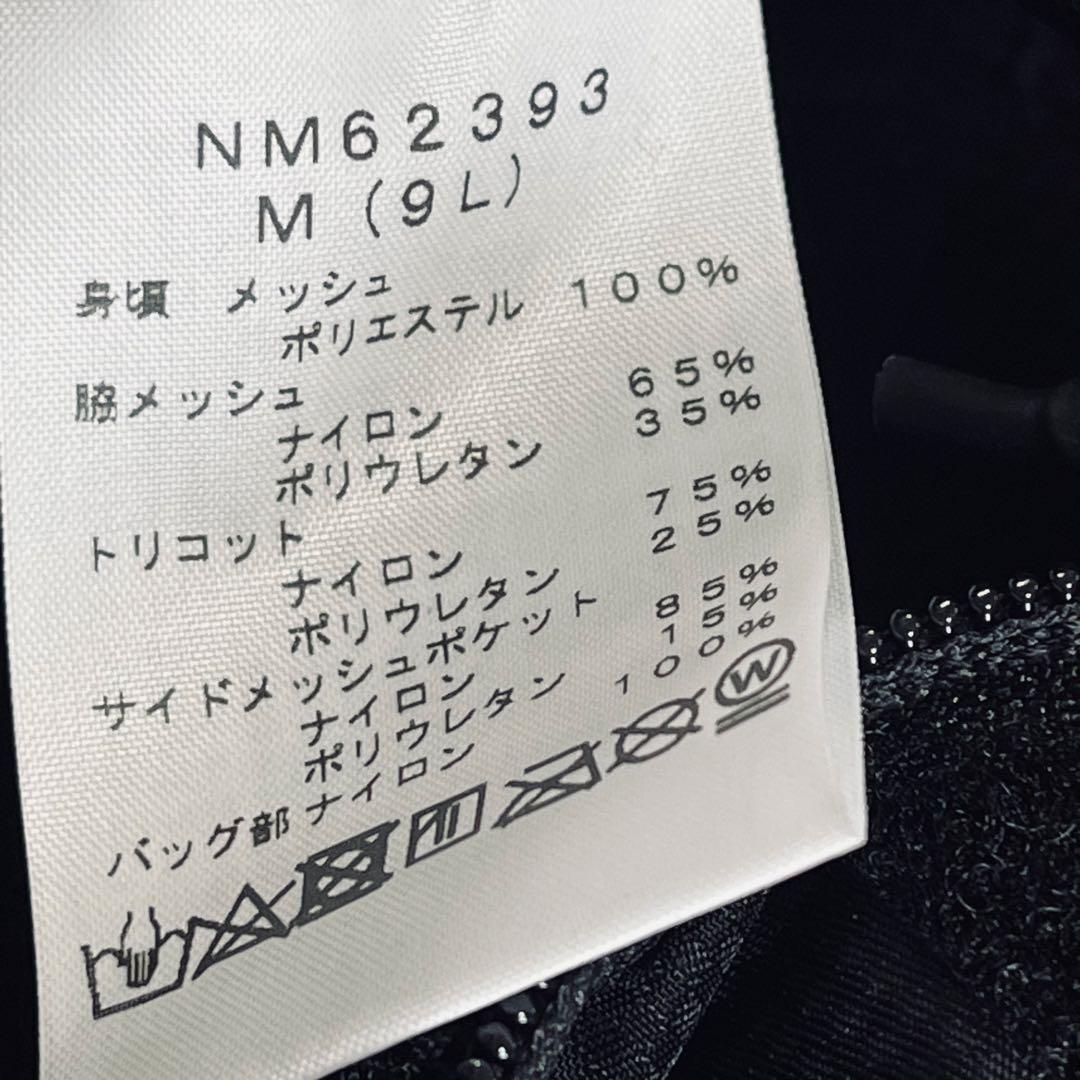 NM62393
M (9L)
身頃 メッシュ
ポリエステル 100%
脇メッシュ
ナイロン 65%
ポリウレタン 35%
トリコット
ナイロン 75%
ポリウレタン 25%
サイドメッシュポケット
ナイロン 85%
ポリウレタン 15%
バッグ部 ナイロン 100%
W